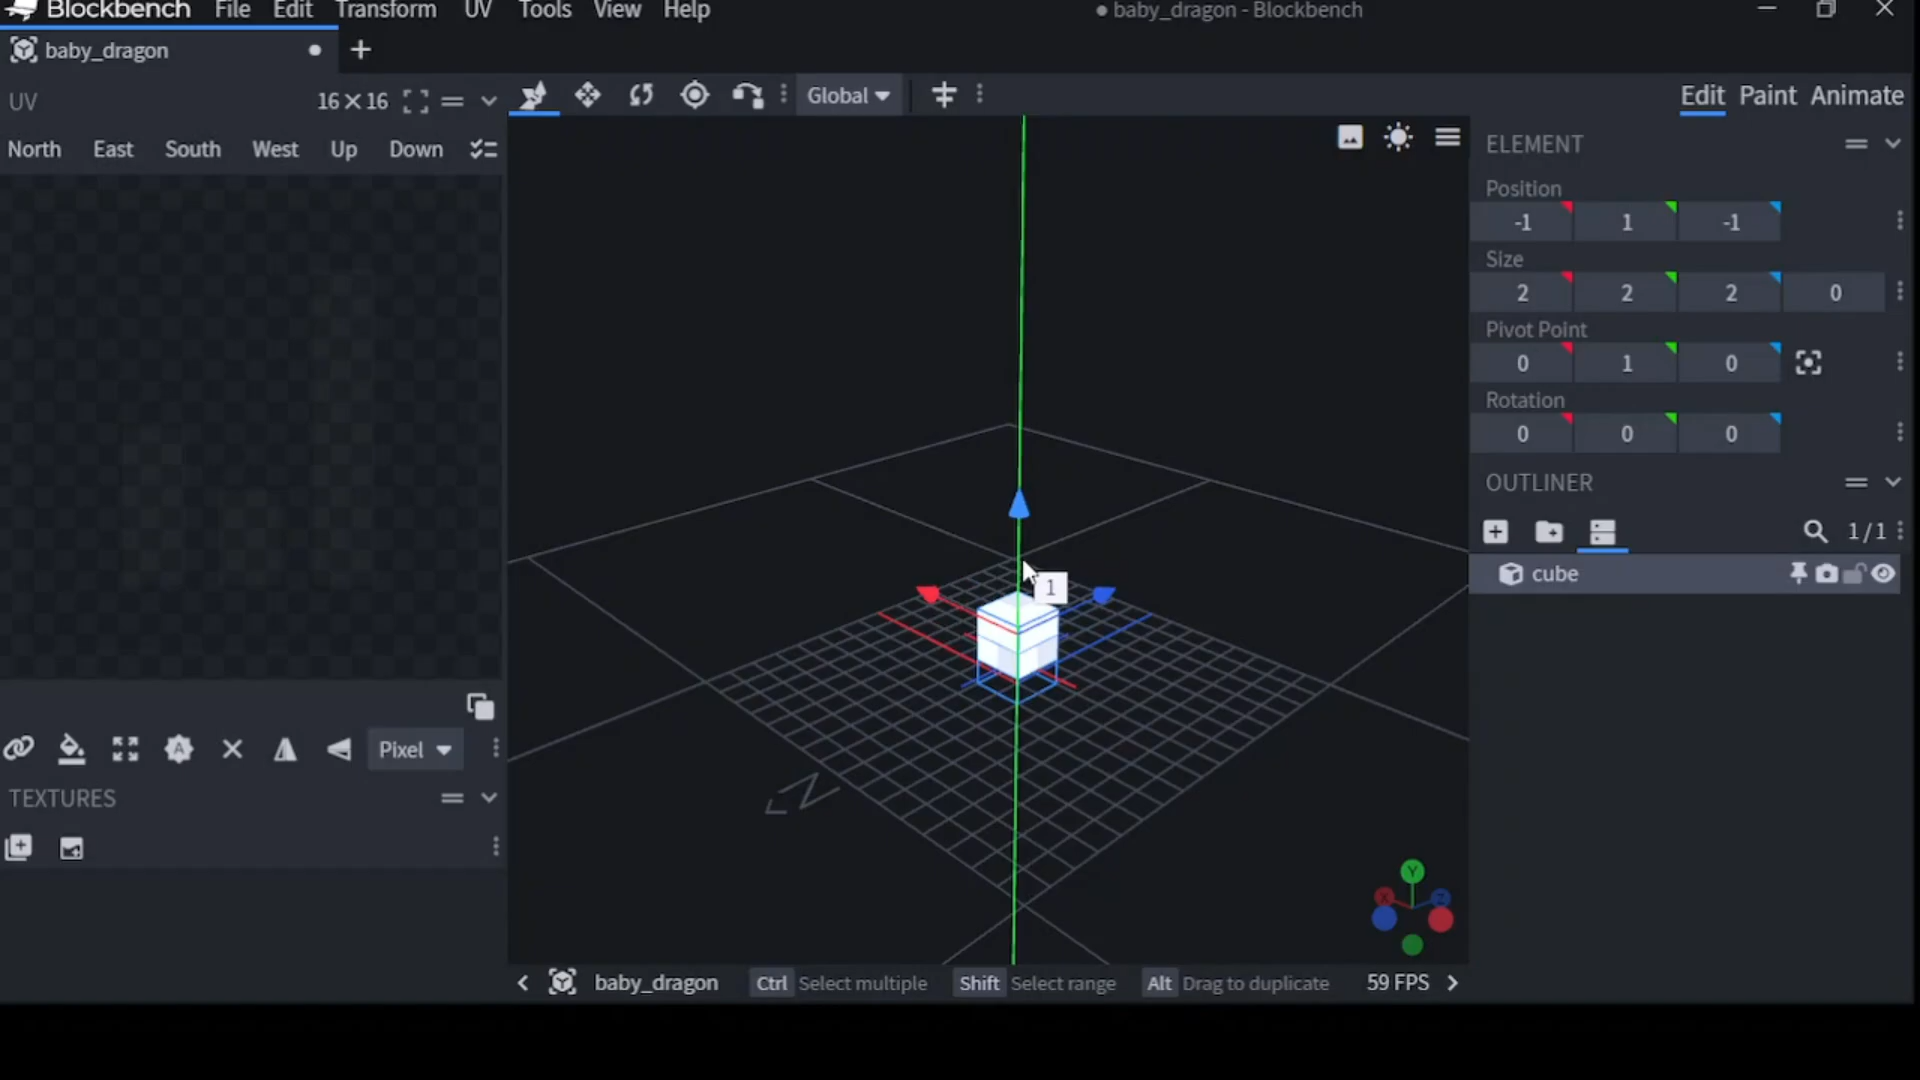 Blockbench File Edit Transform UV Tools View Help
● baby_dragon - Blockbench
baby_dragon
UV 16×16
Global
Edit Paint Animate
North East South West Up Down
ELEMENT
Position
-1 1 -1
Size
2 2 2 0
Pivot Point
0 1 0
Rotation
0 0 0
OUTLINER
1/1
cube
1
Pixel
TEXTURES
N
Y
X
Z
baby_dragon Ctrl Select multiple Shift Select range Alt Drag to duplicate 59 FPS